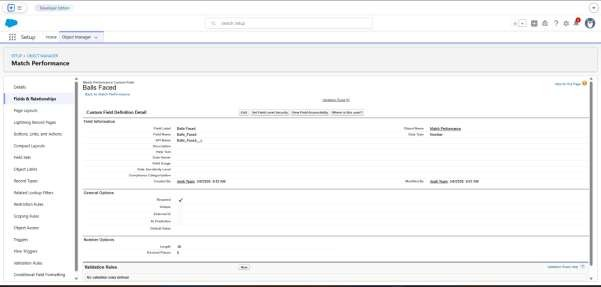 Developer Edition
Search Setup
Setup
Home
Object Manager
SETUP > OBJECT MANAGER
Match Performance
Details
Fields & Relationships
Page Layouts
Lightning Record Pages
Buttons, Links, and Actions
Compact Layouts
Field Sets
Object Limits
Record Types
Related Lookup Filters
Restriction Rules
Scoping Rules
Object Access
Triggers
Flow Triggers
Validation Rules
Conditional Field Formatting
Match Performance Custom Field
Balls Faced
Back to Match Performance
Help for this Page
Validation Rules
Custom Field Definition Detail
Edit
Set Field-Level Security
View Field Accessibility
Where is this used?
Field Information
Field Label Balls Faced
Object Name Match Performance
Field Name Balls_Faced
Data Type Number
API Name Balls_Faced__c
Description
Help Text
Data Owner
Field Usage
Data Sensitivity Level
Compliance Categorization
Created By
Modified By
General Options
Required
Unique
External ID
AI Prediction
Default Value
Number Options
Length
Decimal Places
Validation Rules
New
Validation Rules Help
No validation rules defined.